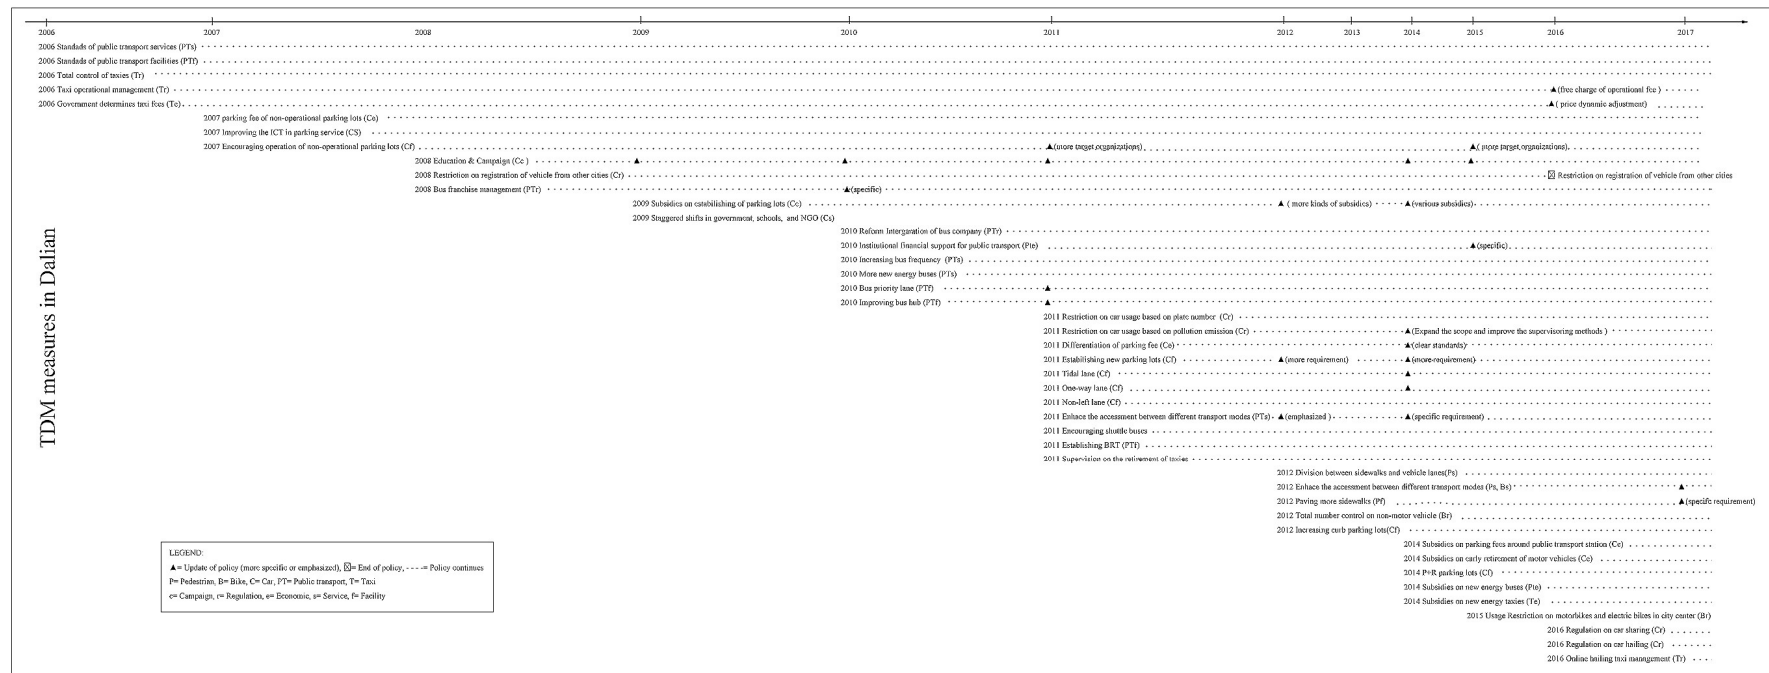 2006 2007 2008 2009 2010 2011 2012 2013 2014 2015 2016 2017
2006 Standads of public transport services (PTs)
2006 Standads of public transport facilities (PTf)
2006 Total control of taxies (Tr)
2006 Taxi operational management (Tr) ▲(free charge of operational fee )
2006 Government determines taxi fees (Te) ▲( price dynamic adjustment)
2007 parking fee of non-operational parking lots (Ce)
2007 Improving the ICT in parking service (CS)
2007 Encouraging operation of non-operational parking lots (Cf) ▲(more target organizations) ▲( more target organizations)
2008 Education & Campaign (Cc ) ▲ ▲ ▲ ▲ ▲
2008 Restriction on registration of vehicle from other cities (Cr) ☒ Restriction on registration of vehicle from other cities
2008 Bus franchise management (PTr) ▲(specific)
2009 Subsidies on estabilishing of parking lots (Ce) ▲ ( more kinds of subsidies) ▲(various subsidies)
2009 Staggered shifts in government, schools, and NGO (Cs)
2010 Reform Intergaration of bus company (PTr)
2010 Institutional financial support for public transport (Pte) ▲(specific)
2010 Increasing bus frequency (PTs)
2010 More new energy buses (PTs)
2010 Bus priority lane (PTf) ▲
2010 Improving bus hub (PTf) ▲
2011 Restriction on car usage based on plate number (Cr)
2011 Restriction on car usage based on pollution emission (Cr) ▲(Expand the scope and improve the supervisoring methods )
2011 Differentiation of parking fee (Ce) ▲(clear standards)
2011 Estabilishing new parking lots (Cf) ▲(more requirement) ▲(more requirement)
2011 Tidal lane (Cf) ▲
2011 One-way lane (Cf) ▲
2011 Non-left lane (Cf)
2011 Enhace the accessment between different transport modes (PTs) ▲(emphasized ) ▲(specific requirement)
2011 Encouraging shuttle buses
2011 Establishing BRT (PTf)
2011 Supervision on the retirement of taxies
2012 Division between sidewalks and vehicle lanes(Ps)
2012 Enhace the accessment between different transport modes (Ps, Bs) ▲
2012 Paving more sidewalks (Pf) ▲(specifc requirement)
2012 Total number control on non-motor vehicle (Br)
2012 Increasing curb parking lots(Cf)
2014 Subsidies on parking fees around public transport station (Ce)
2014 Subsidies on early retirement of motor vehicles (Ce)
2014 P+R parking lots (Cf)
2014 Subsidies on new energy buses (Pte)
2014 Subsidies on new energy taxies (Te)
2015 Usage Restriction on motorbikes and electric bikes in city center (Br)
2016 Regulation on car sharing (Cr)
2016 Regulation on car hailing (Cr)
2016 Online hailing taxi management (Tr)
TDM measures in Dalian
LEGEND:
▲= Update of policy (more specific or emphasized), ☒= End of policy, - - - -= Policy continues
P= Pedestrian, B= Bike, C= Car, PT= Public transport, T= Taxi
c= Campaign, r= Regulation, e= Economic, s= Service, f= Facility